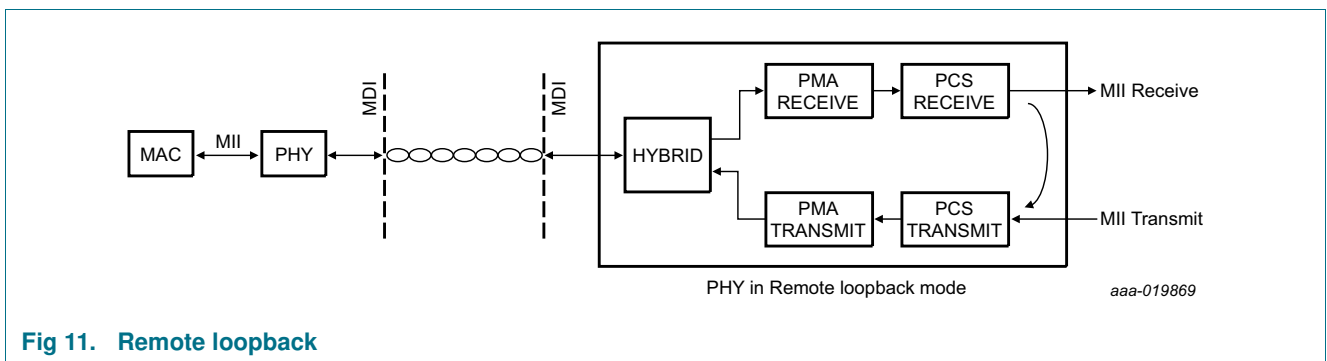 MAC
MII
PHY
MDI
MDI
HYBRID
PMA
RECEIVE
PCS
RECEIVE
MII Receive
PMA
TRANSMIT
PCS
TRANSMIT
MII Transmit
PHY in Remote loopback mode
aaa-019869
Fig 11. Remote loopback